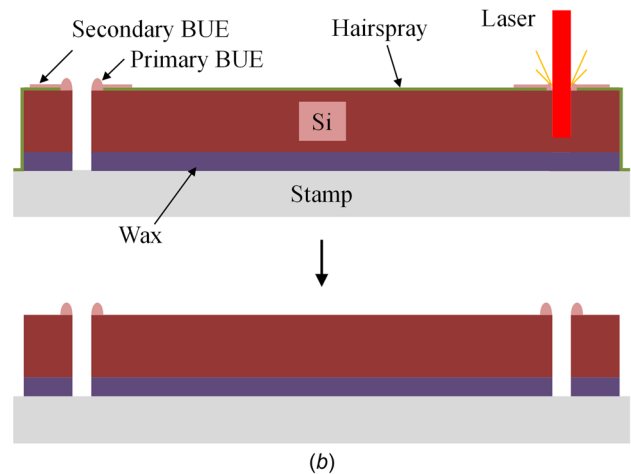 Laser
Secondary BUE
Hairspray
Primary BUE
Si
Stamp
Wax
(b)